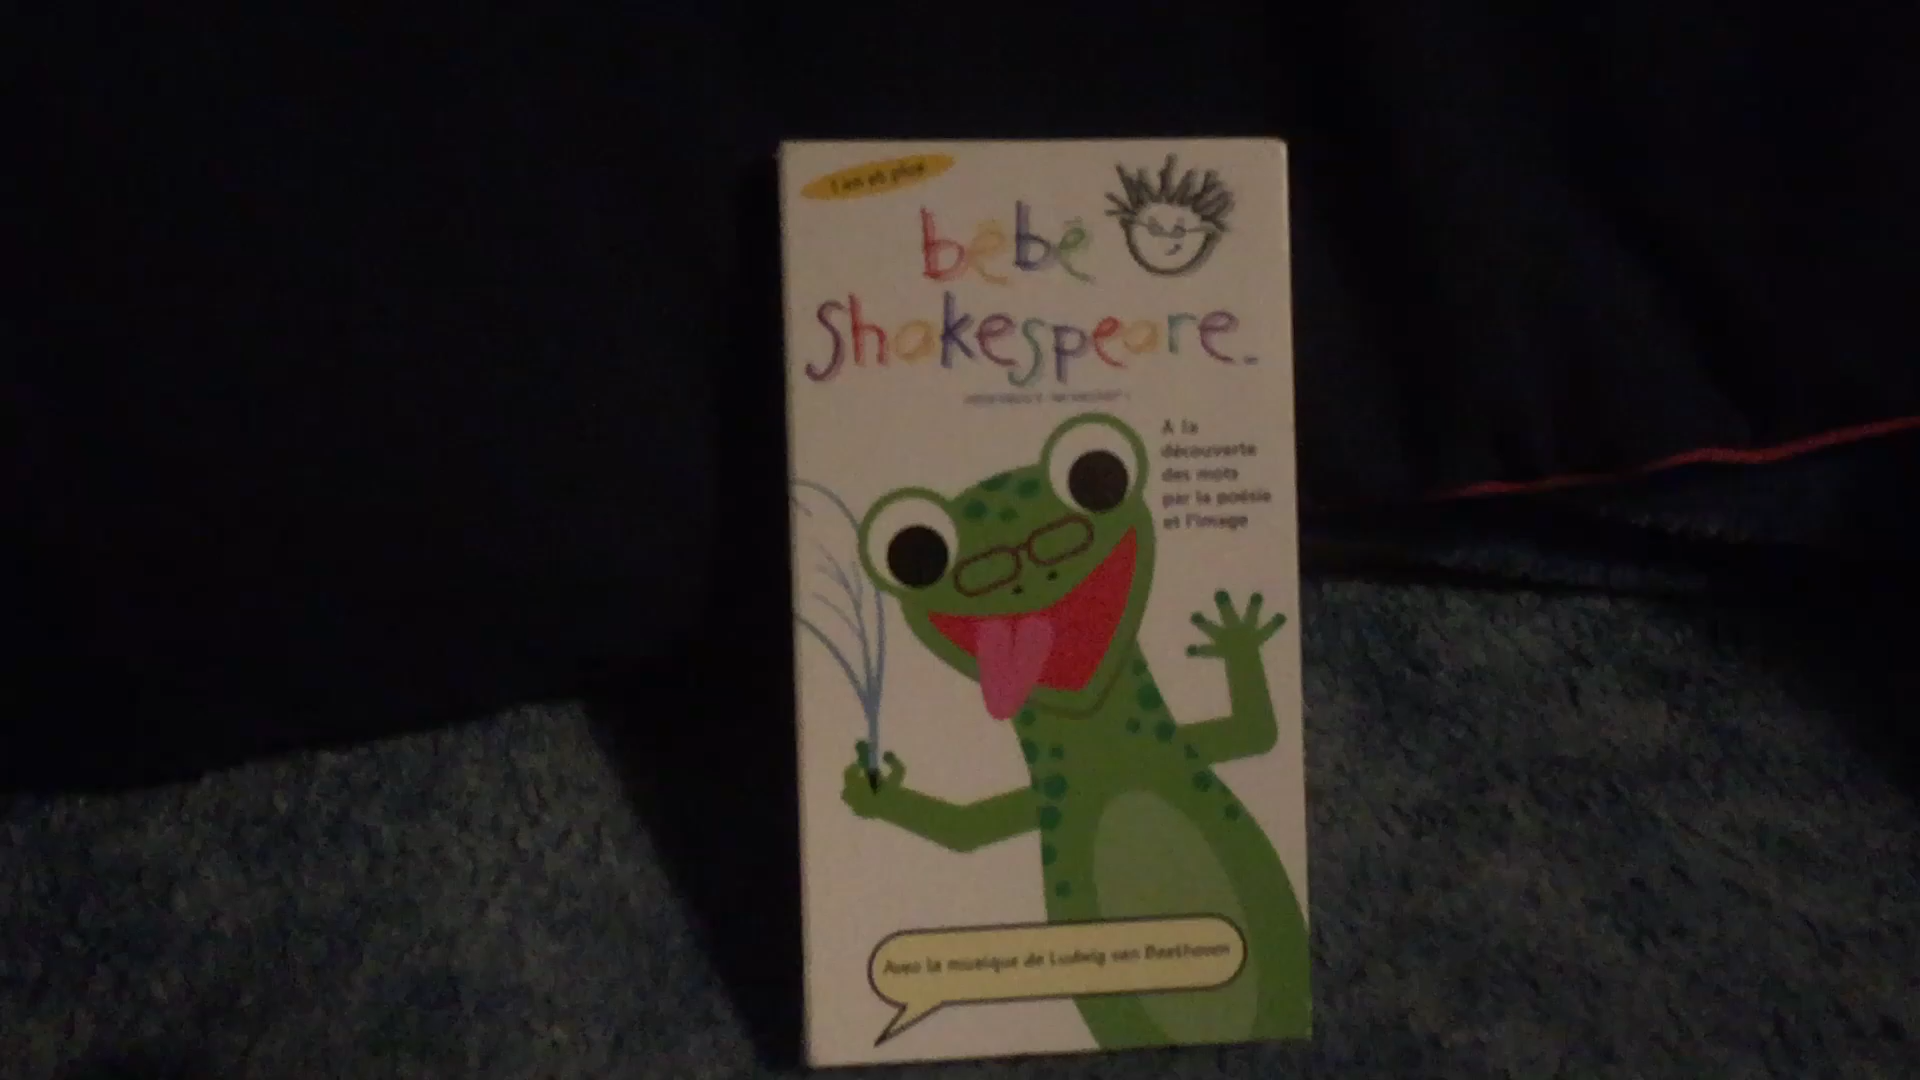 1 an et plus
bébé
Shakespeare™
A la
découverte
des mots
par la poésie
et l'image
Avec la musique de Ludwig van Beethoven